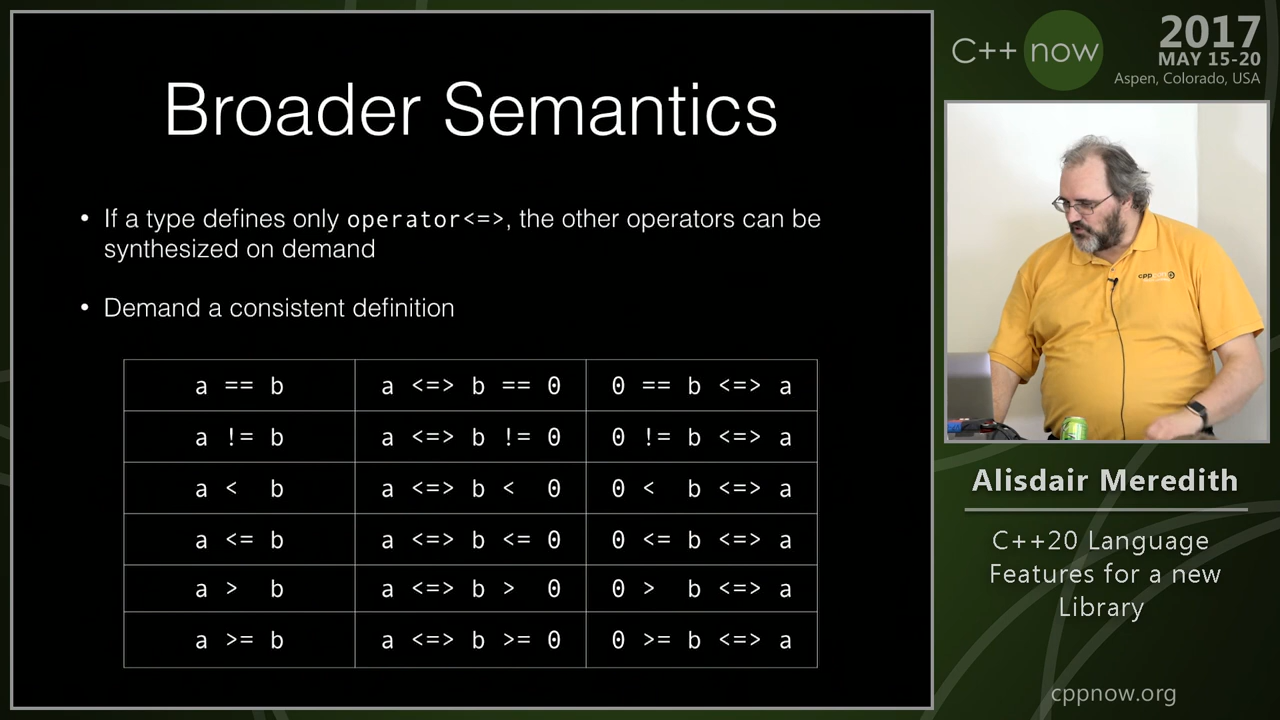 Broader Semantics
• If a type defines only operator<=>, the other operators can be
synthesized on demand
• Demand a consistent definition
a == b a <=> b == 0 0 == b <=> a
a != b a <=> b != 0 0 != b <=> a
a < b a <=> b < 0 0 < b <=> a
a <= b a <=> b <= 0 0 <= b <=> a
a > b a <=> b > 0 0 > b <=> a
a >= b a <=> b >= 0 0 >= b <=> a
C++ now
2017
MAY 15-20
Aspen, Colorado, USA
cpp
Alisdair Meredith
C++20 Language
Features for a new
Library
cppnow.org